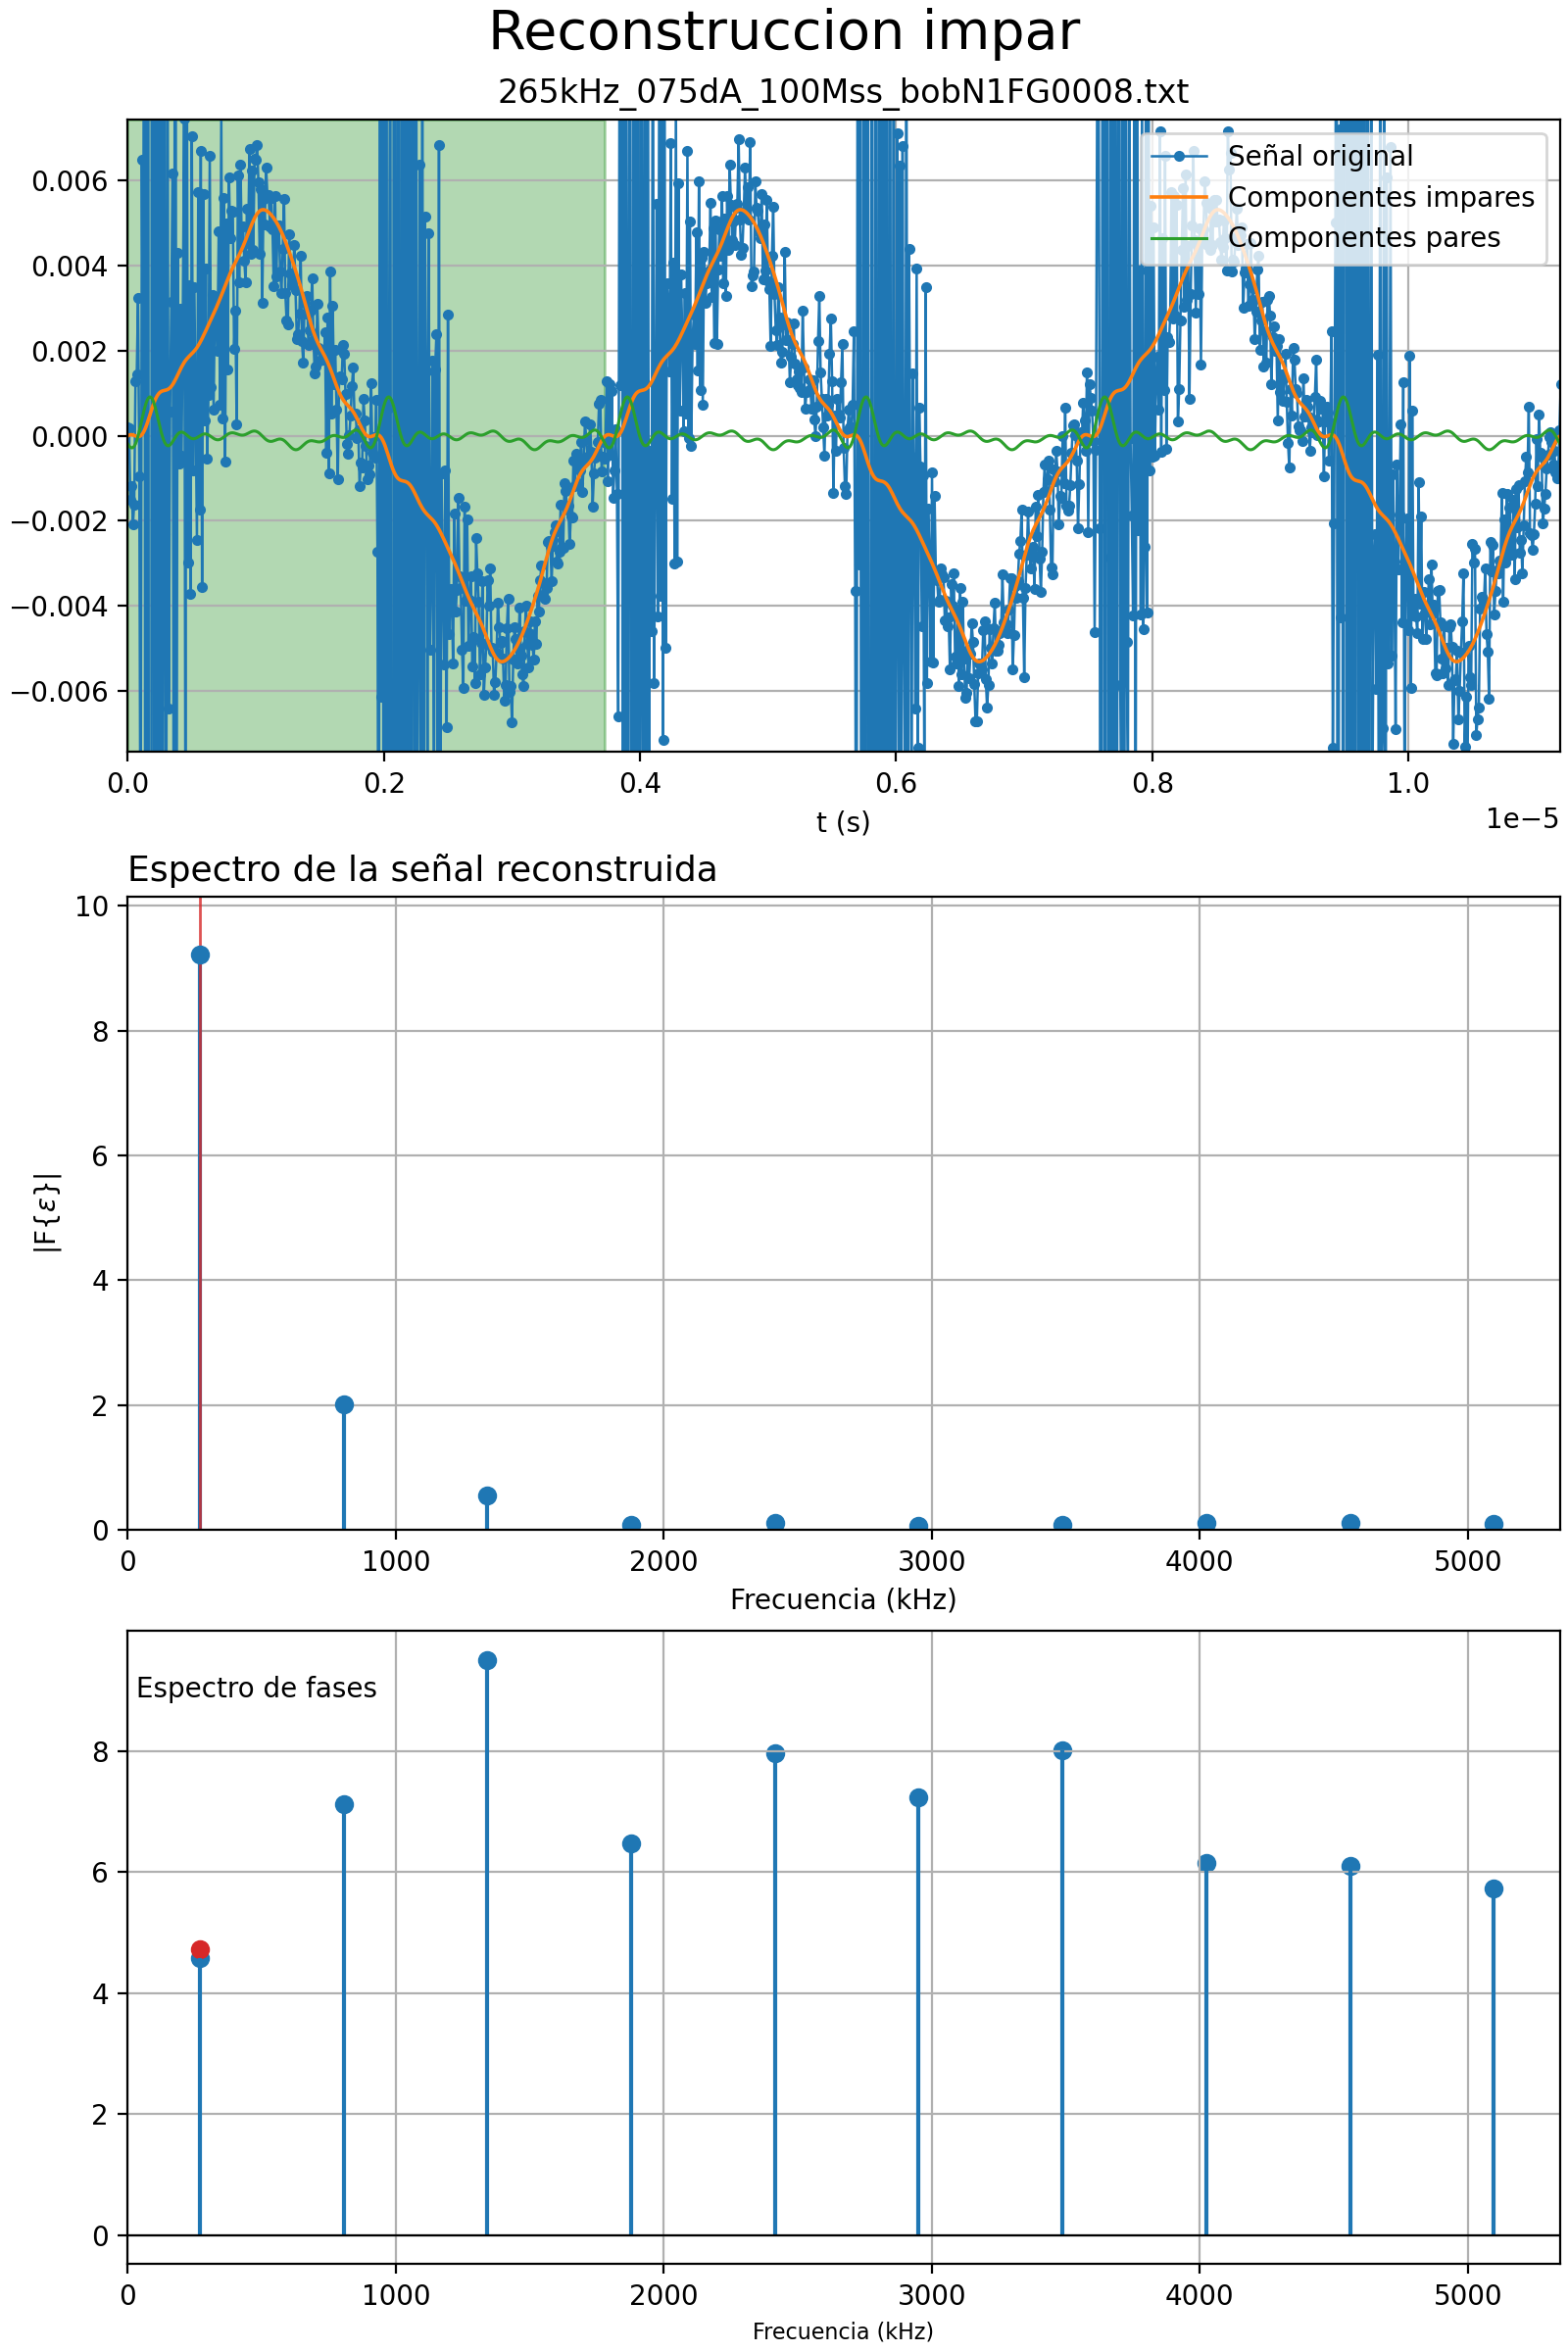 Reconstruccion impar
265kHz_075dA_100Mss_bobN1FG0008.txt
Señal original
Componentes impares
Componentes pares
0.006
0.004
0.002
0.000
−0.002
−0.004
−0.006
0.0 0.2 0.4 0.6 0.8 1.0
1e−5
t (s)
Espectro de la señal reconstruida
10
8
6
4
2
0
|F{ε}|
0 1000 2000 3000 4000 5000
Frecuencia (kHz)
Espectro de fases
8
6
4
2
0
0 1000 2000 3000 4000 5000
Frecuencia (kHz)